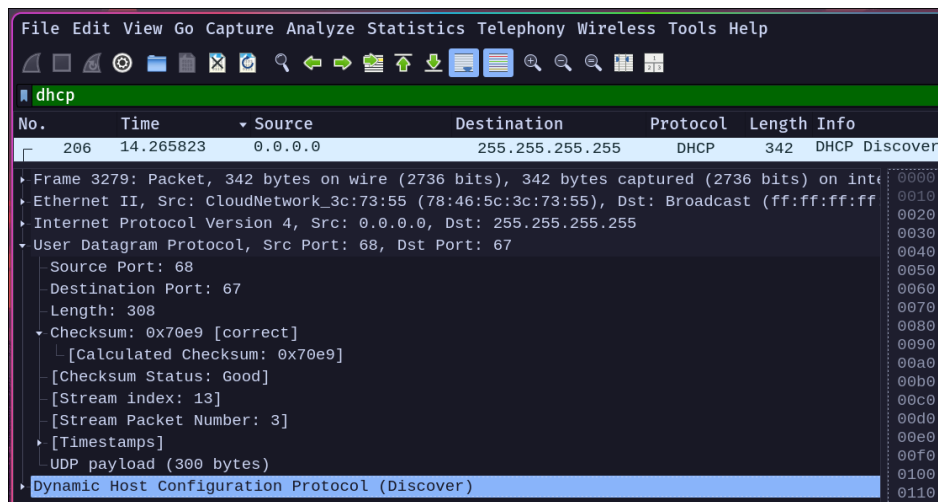 File Edit View Go Capture Analyze Statistics Telephony Wireless Tools Help
dhcp
No. Time Source Destination Protocol Length Info
206 14.265823 0.0.0.0 255.255.255.255 DHCP 342 DHCP Discover
Frame 3279: Packet, 342 bytes on wire (2736 bits), 342 bytes captured (2736 bits) on inte
0000
0010
Ethernet II, Src: CloudNetwork_3c:73:55 (78:46:5c:3c:73:55), Dst: Broadcast (ff:ff:ff:ff
0020
Internet Protocol Version 4, Src: 0.0.0.0, Dst: 255.255.255.255
0030
User Datagram Protocol, Src Port: 68, Dst Port: 67
0040
Source Port: 68
0050
Destination Port: 67
0060
Length: 308
0070
Checksum: 0x70e9 [correct]
0080
[Calculated Checksum: 0x70e9]
0090
[Checksum Status: Good]
00a0
00b0
[Stream index: 13]
00c0
[Stream Packet Number: 3]
00d0
[Timestamps]
00e0
UDP payload (300 bytes)
00f0
0100
Dynamic Host Configuration Protocol (Discover)
0110